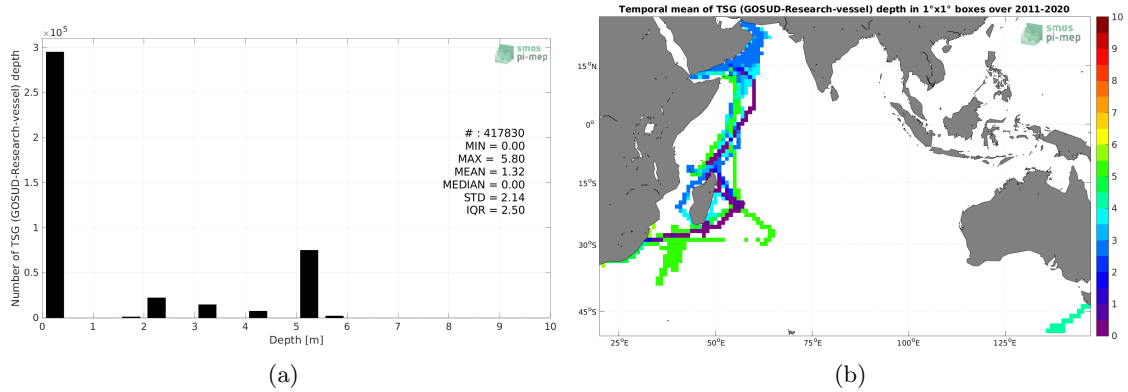 Number of TSG (GOSUD-Research-vessel) depth
×10⁵
3
2.5
2
1.5
1
0.5
0
0 1 2 3 4 5 6 7 8 9 10
Depth [m]
smos
pi-mep
# : 417830
MIN = 0.00
MAX = 5.80
MEAN = 1.32
MEDIAN = 0.00
STD = 2.14
IQR = 2.50
(a)
Temporal mean of TSG (GOSUD-Research-vessel) depth in 1°x1° boxes over 2011-2020
smos
pi-mep
15°N
0°
15°S
30°S
45°S
25°E 50°E 75°E 100°E 125°E
10
9
8
7
6
5
4
3
2
1
0
(b)